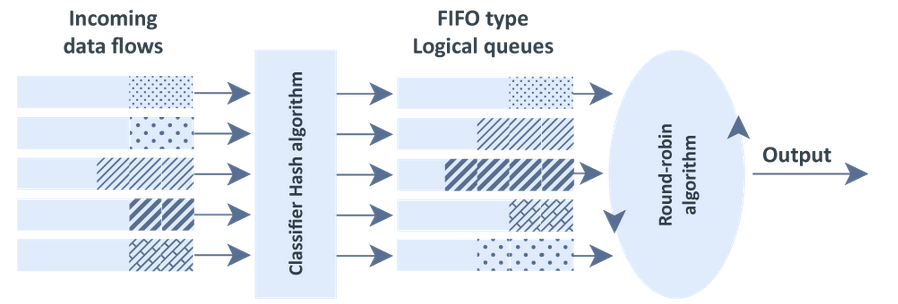 Incoming
data flows
FIFO type
Logical queues
Classifier Hash algorithm
Round-robin
algorithm
Output